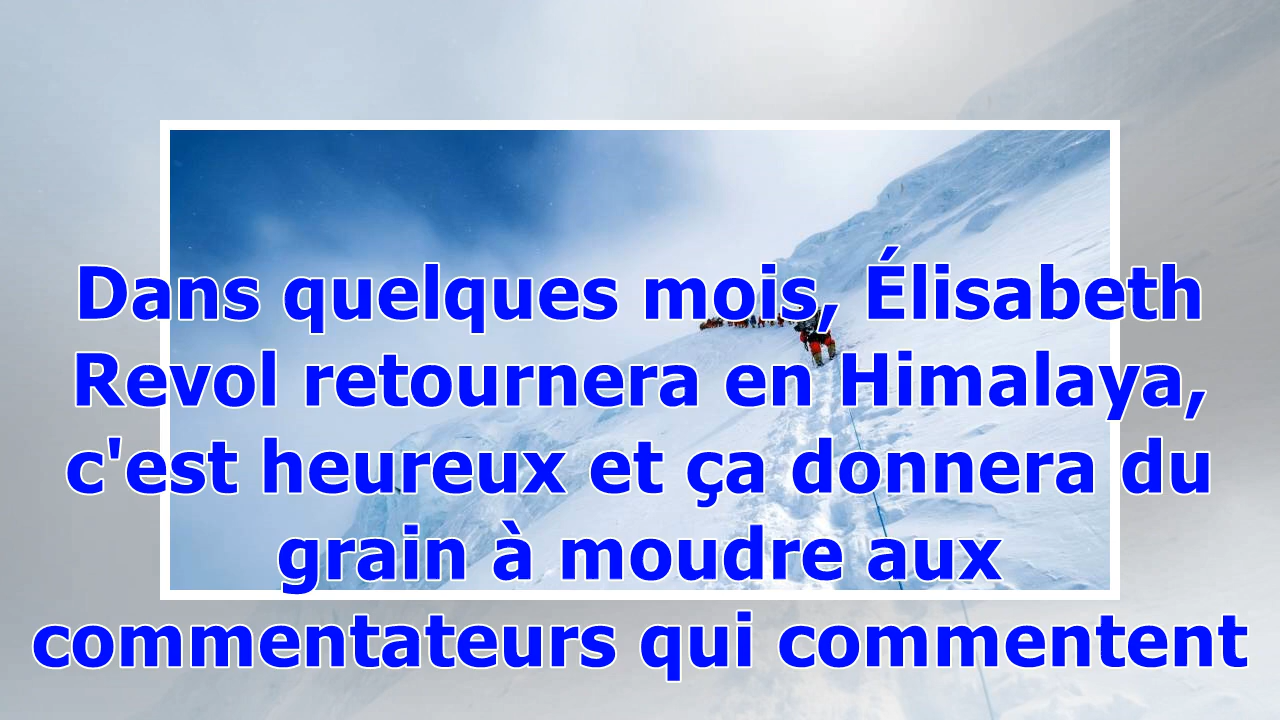 Dans quelques mois, Élisabeth
Revol retournera en Himalaya,
c'est heureux et ça donnera du
grain à moudre aux
commentateurs qui commentent